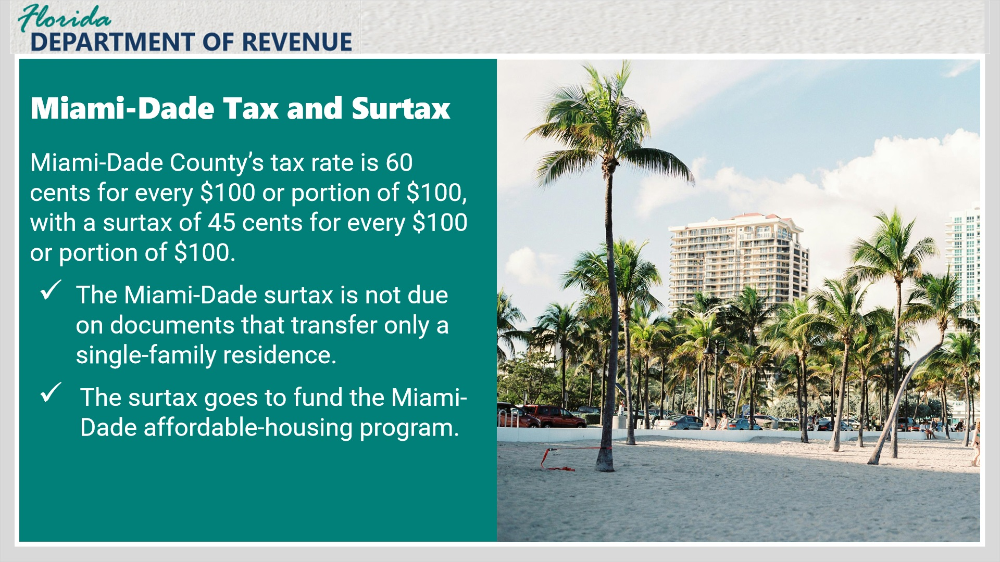 Florida
DEPARTMENT OF REVENUE
Miami-Dade Tax and Surtax
Miami-Dade County’s tax rate is 60
cents for every $100 or portion of $100,
with a surtax of 45 cents for every $100
or portion of $100.
✓ The Miami-Dade surtax is not due
on documents that transfer only a
single-family residence.
✓ The surtax goes to fund the Miami-
Dade affordable-housing program.